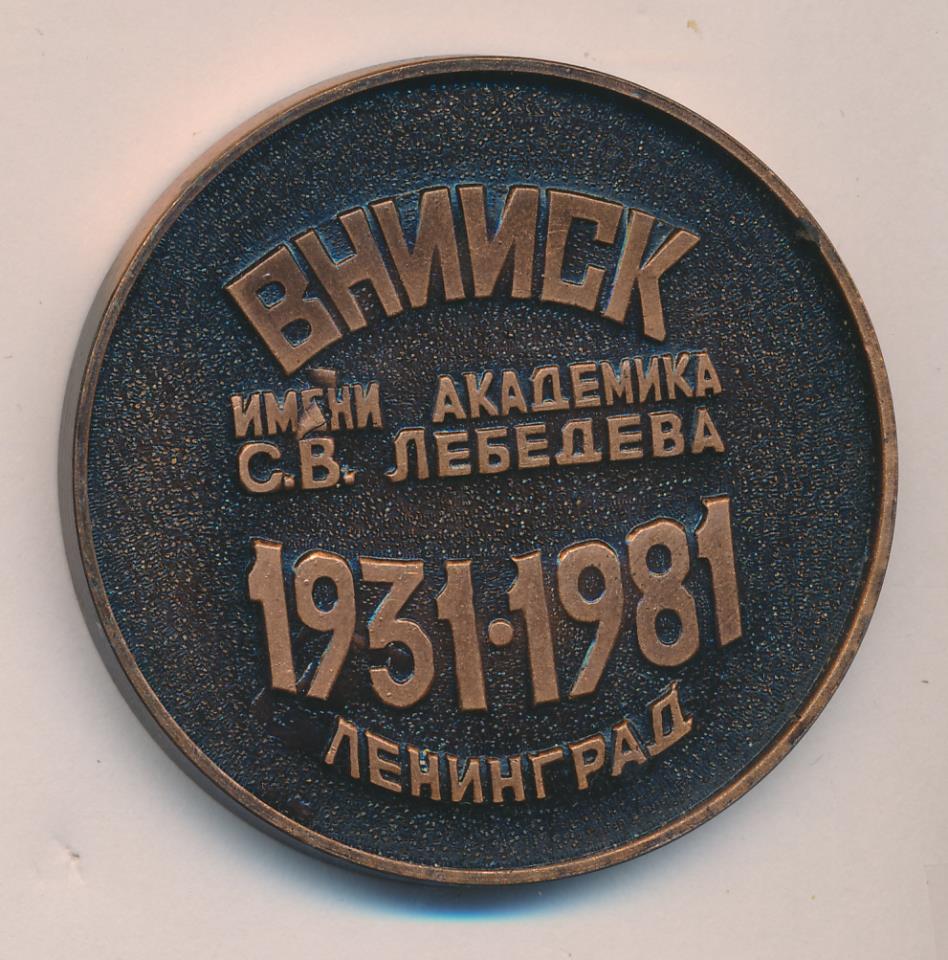 ВНИИСК
ИМЕНИ АКАДЕМИКА
С.В. ЛЕБЕДЕВА
1931·1981
ЛЕНИНГРАД